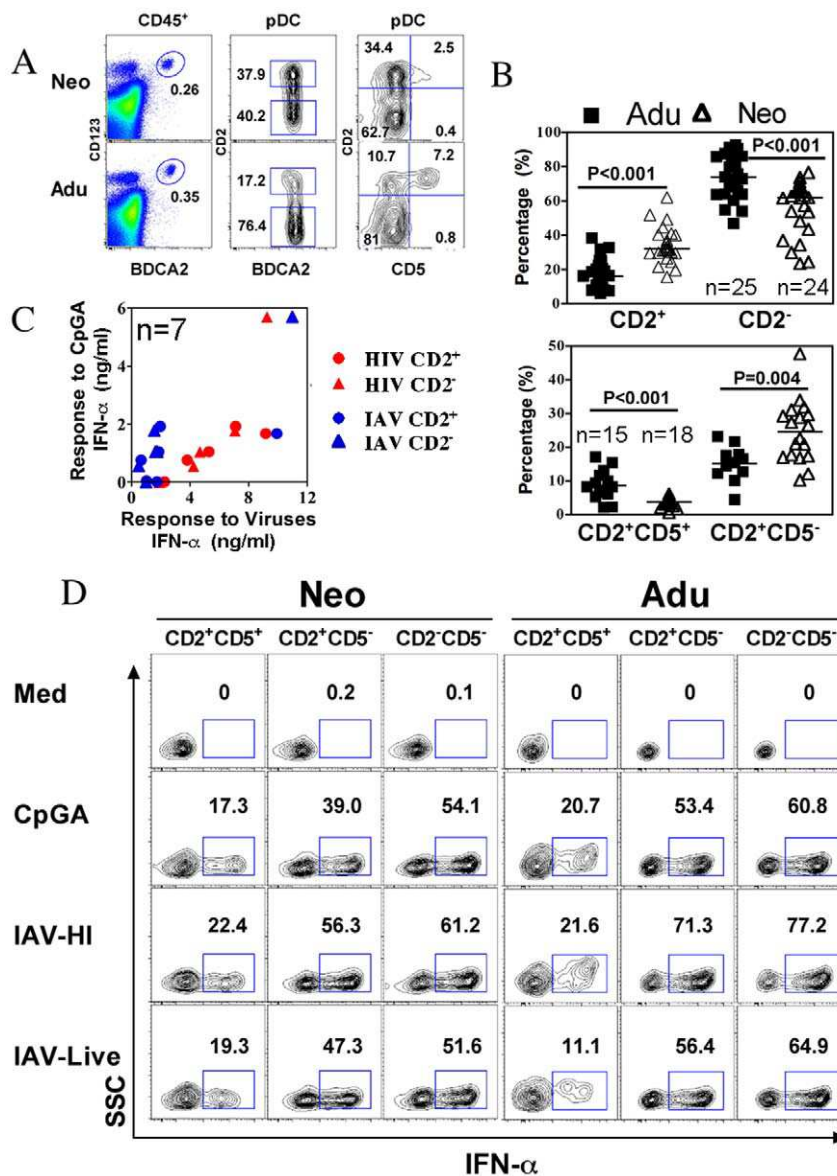 A
CD45⁺ pDC pDC
Neo
CD123
0.26
CD2
37.9
40.2
CD2
34.4 2.5
62.7 0.4
Adu
0.35
17.2
76.4
10.7 7.2
81 0.8
BDCA2 BDCA2 CD5
B
■ Adu △ Neo
Percentage (%)
100
80
60
40
20
0
P<0.001
P<0.001
n=25 n=24
CD2⁺ CD2⁻
Percentage (%)
50
40
30
20
10
0
P<0.001
P=0.004
n=15 n=18
CD2⁺CD5⁺ CD2⁺CD5⁻
C
Response to CpGA
IFN-α (ng/ml)
6
4
2
0
n=7
0 4 8 12
Response to Viruses
IFN-α (ng/ml)
HIV CD2⁺
HIV CD2⁻
IAV CD2⁺
IAV CD2⁻
D
Neo Adu
CD2⁺CD5⁺ CD2⁺CD5⁻ CD2⁻CD5⁻ CD2⁺CD5⁺ CD2⁺CD5⁻ CD2⁻CD5⁻
Med 0 0.2 0.1 0 0 0
CpGA 17.3 39.0 54.1 20.7 53.4 60.8
IAV-HI 22.4 56.3 61.2 21.6 71.3 77.2
IAV-Live 19.3 47.3 51.6 11.1 56.4 64.9
SSC
IFN-α